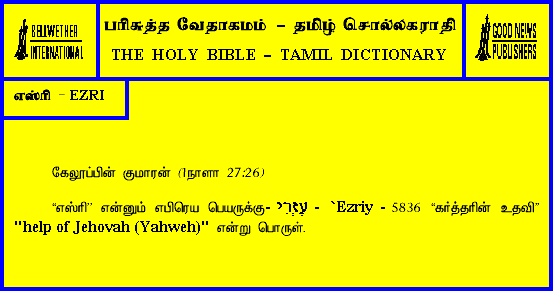 BELLWETHER
INTERNATIONAL
பரிசுத்த வேதாகமம் – தமிழ் சொல்லகராதி
THE HOLY BIBLE – TAMIL DICTIONARY
GOOD NEWS
PUBLISHERS
எஸ்ரி - EZRI
கேலூப்பின் குமாரன் (1நாளா 27:26)
“எஸ்ரி” என்னும் எபிரெய பெயருக்கு- עֶזְרִי - `Ezriy - 5836 “கர்த்தரின் உதவி”
"help of Jehovah (Yahweh)" என்று பொருள்.